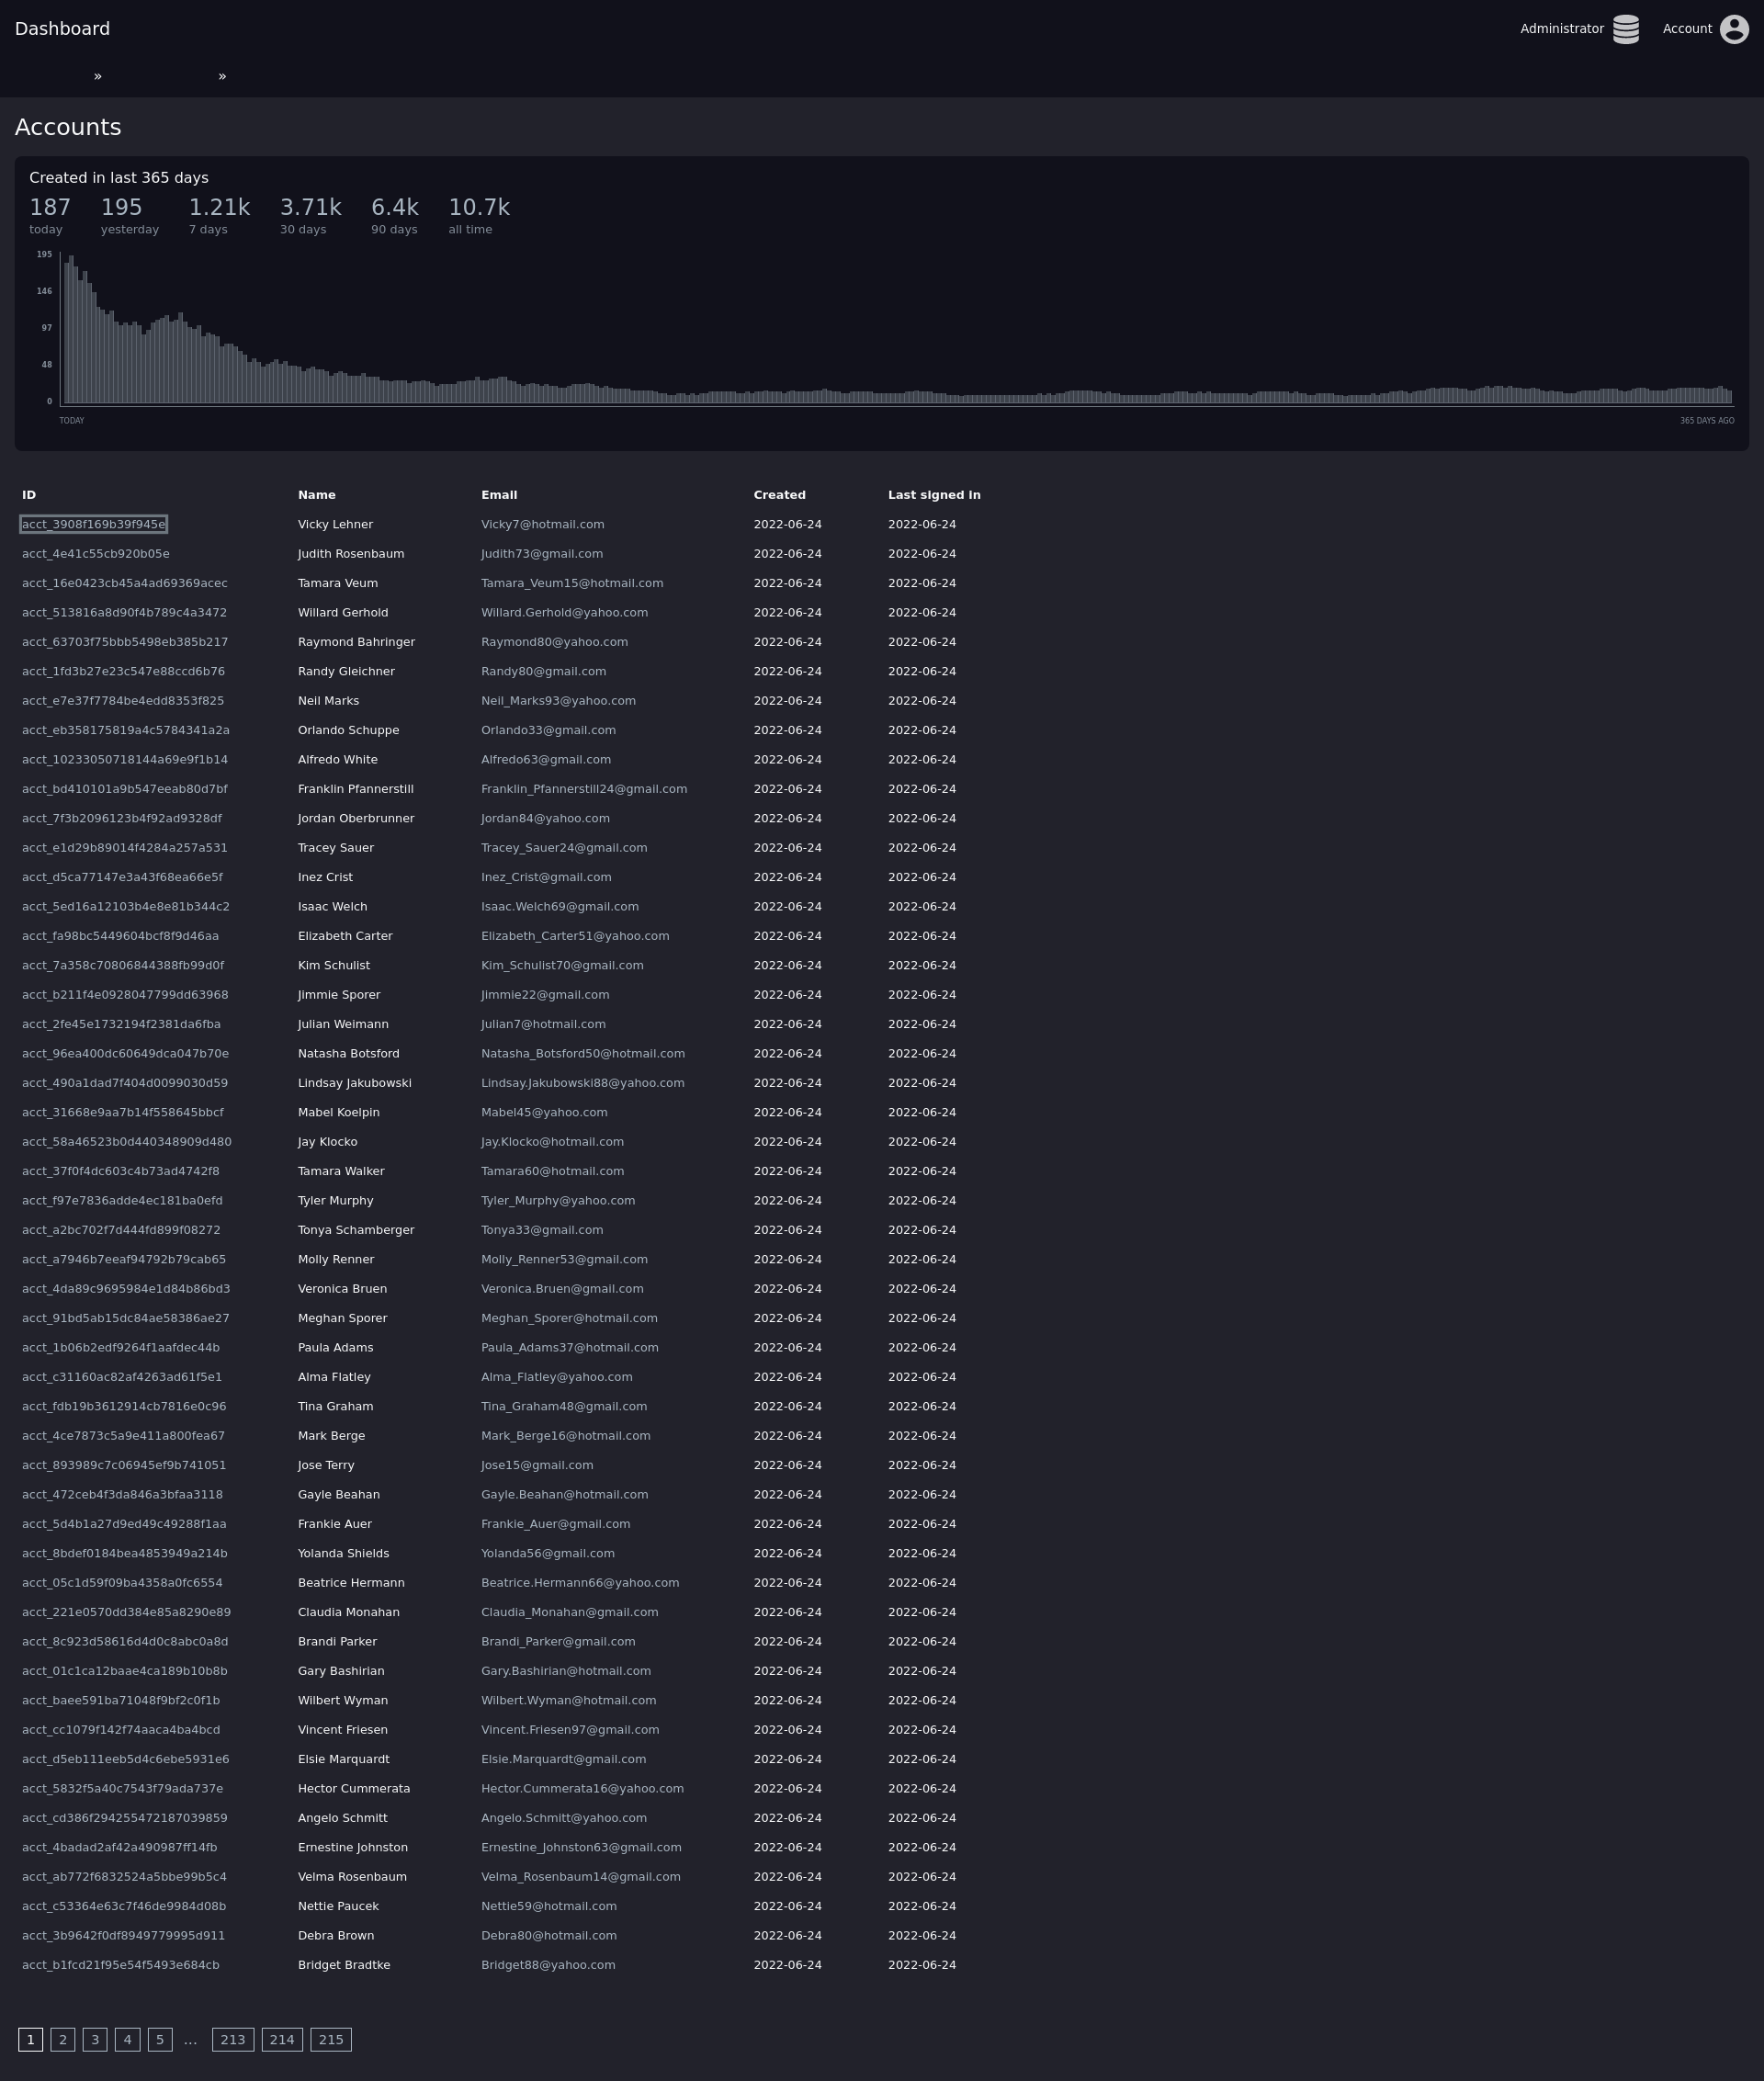 Dashboard Administrator Account
» »
Accounts
Created in last 365 days
187 195 1.21k 3.71k 6.4k 10.7k
today yesterday 7 days 30 days 90 days all time
195
146
97
48
0
TODAY 365 DAYS AGO
ID Name Email Created Last signed in
acct_3908f169b39f945e Vicky Lehner Vicky7@hotmail.com 2022-06-24 2022-06-24
acct_4e41c55cb920b05e Judith Rosenbaum Judith73@gmail.com 2022-06-24 2022-06-24
acct_16e0423cb45a4ad69369acec Tamara Veum Tamara_Veum15@hotmail.com 2022-06-24 2022-06-24
acct_513816a8d90f4b789c4a3472 Willard Gerhold Willard.Gerhold@yahoo.com 2022-06-24 2022-06-24
acct_63703f75bbb5498eb385b217 Raymond Bahringer Raymond80@yahoo.com 2022-06-24 2022-06-24
acct_1fd3b27e23c547e88ccd6b76 Randy Gleichner Randy80@gmail.com 2022-06-24 2022-06-24
acct_e7e37f7784be4edd8353f825 Neil Marks Neil_Marks93@yahoo.com 2022-06-24 2022-06-24
acct_eb358175819a4c5784341a2a Orlando Schuppe Orlando33@gmail.com 2022-06-24 2022-06-24
acct_10233050718144a69e9f1b14 Alfredo White Alfredo63@gmail.com 2022-06-24 2022-06-24
acct_bd410101a9b547eeab80d7bf Franklin Pfannerstill Franklin_Pfannerstill24@gmail.com 2022-06-24 2022-06-24
acct_7f3b2096123b4f92ad9328df Jordan Oberbrunner Jordan84@yahoo.com 2022-06-24 2022-06-24
acct_e1d29b89014f4284a257a531 Tracey Sauer Tracey_Sauer24@gmail.com 2022-06-24 2022-06-24
acct_d5ca77147e3a43f68ea66e5f Inez Crist Inez_Crist@gmail.com 2022-06-24 2022-06-24
acct_5ed16a12103b4e8e81b344c2 Isaac Welch Isaac.Welch69@gmail.com 2022-06-24 2022-06-24
acct_fa98bc5449604bcf8f9d46aa Elizabeth Carter Elizabeth_Carter51@yahoo.com 2022-06-24 2022-06-24
acct_7a358c70806844388fb99d0f Kim Schulist Kim_Schulist70@gmail.com 2022-06-24 2022-06-24
acct_b211f4e0928047799dd63968 Jimmie Sporer Jimmie22@gmail.com 2022-06-24 2022-06-24
acct_2fe45e1732194f2381da6fba Julian Weimann Julian7@hotmail.com 2022-06-24 2022-06-24
acct_96ea400dc60649dca047b70e Natasha Botsford Natasha_Botsford50@hotmail.com 2022-06-24 2022-06-24
acct_490a1dad7f404d0099030d59 Lindsay Jakubowski Lindsay.Jakubowski88@yahoo.com 2022-06-24 2022-06-24
acct_31668e9aa7b14f558645bbcf Mabel Koelpin Mabel45@yahoo.com 2022-06-24 2022-06-24
acct_58a46523b0d440348909d480 Jay Klocko Jay.Klocko@hotmail.com 2022-06-24 2022-06-24
acct_37f0f4dc603c4b73ad4742f8 Tamara Walker Tamara60@hotmail.com 2022-06-24 2022-06-24
acct_f97e7836adde4ec181ba0efd Tyler Murphy Tyler_Murphy@yahoo.com 2022-06-24 2022-06-24
acct_a2bc702f7d444fd899f08272 Tonya Schamberger Tonya33@gmail.com 2022-06-24 2022-06-24
acct_a7946b7eeaf94792b79cab65 Molly Renner Molly_Renner53@gmail.com 2022-06-24 2022-06-24
acct_4da89c9695984e1d84b86bd3 Veronica Bruen Veronica.Bruen@gmail.com 2022-06-24 2022-06-24
acct_91bd5ab15dc84ae58386ae27 Meghan Sporer Meghan_Sporer@hotmail.com 2022-06-24 2022-06-24
acct_1b06b2edf9264f1aafdec44b Paula Adams Paula_Adams37@hotmail.com 2022-06-24 2022-06-24
acct_c31160ac82af4263ad61f5e1 Alma Flatley Alma_Flatley@yahoo.com 2022-06-24 2022-06-24
acct_fdb19b3612914cb7816e0c96 Tina Graham Tina_Graham48@gmail.com 2022-06-24 2022-06-24
acct_4ce7873c5a9e411a800fea67 Mark Berge Mark_Berge16@hotmail.com 2022-06-24 2022-06-24
acct_893989c7c06945ef9b741051 Jose Terry Jose15@gmail.com 2022-06-24 2022-06-24
acct_472ceb4f3da846a3bfaa3118 Gayle Beahan Gayle.Beahan@hotmail.com 2022-06-24 2022-06-24
acct_5d4b1a27d9ed49c49288f1aa Frankie Auer Frankie_Auer@gmail.com 2022-06-24 2022-06-24
acct_8bdef0184bea4853949a214b Yolanda Shields Yolanda56@gmail.com 2022-06-24 2022-06-24
acct_05c1d59f09ba4358a0fc6554 Beatrice Hermann Beatrice.Hermann66@yahoo.com 2022-06-24 2022-06-24
acct_221e0570dd384e85a8290e89 Claudia Monahan Claudia_Monahan@gmail.com 2022-06-24 2022-06-24
acct_8c923d58616d4d0c8abc0a8d Brandi Parker Brandi_Parker@gmail.com 2022-06-24 2022-06-24
acct_01c1ca12baae4ca189b10b8b Gary Bashirian Gary.Bashirian@hotmail.com 2022-06-24 2022-06-24
acct_baee591ba71048f9bf2c0f1b Wilbert Wyman Wilbert.Wyman@hotmail.com 2022-06-24 2022-06-24
acct_cc1079f142f74aaca4ba4bcd Vincent Friesen Vincent.Friesen97@gmail.com 2022-06-24 2022-06-24
acct_d5eb111eeb5d4c6ebe5931e6 Elsie Marquardt Elsie.Marquardt@gmail.com 2022-06-24 2022-06-24
acct_5832f5a40c7543f79ada737e Hector Cummerata Hector.Cummerata16@yahoo.com 2022-06-24 2022-06-24
acct_cd386f294255472187039859 Angelo Schmitt Angelo.Schmitt@yahoo.com 2022-06-24 2022-06-24
acct_4badad2af42a490987ff14fb Ernestine Johnston Ernestine_Johnston63@gmail.com 2022-06-24 2022-06-24
acct_ab772f6832524a5bbe99b5c4 Velma Rosenbaum Velma_Rosenbaum14@gmail.com 2022-06-24 2022-06-24
acct_c53364e63c7f46de9984d08b Nettie Paucek Nettie59@hotmail.com 2022-06-24 2022-06-24
acct_3b9642f0df8949779995d911 Debra Brown Debra80@hotmail.com 2022-06-24 2022-06-24
acct_b1fcd21f95e54f5493e684cb Bridget Bradtke Bridget88@yahoo.com 2022-06-24 2022-06-24
1 2 3 4 5 … 213 214 215